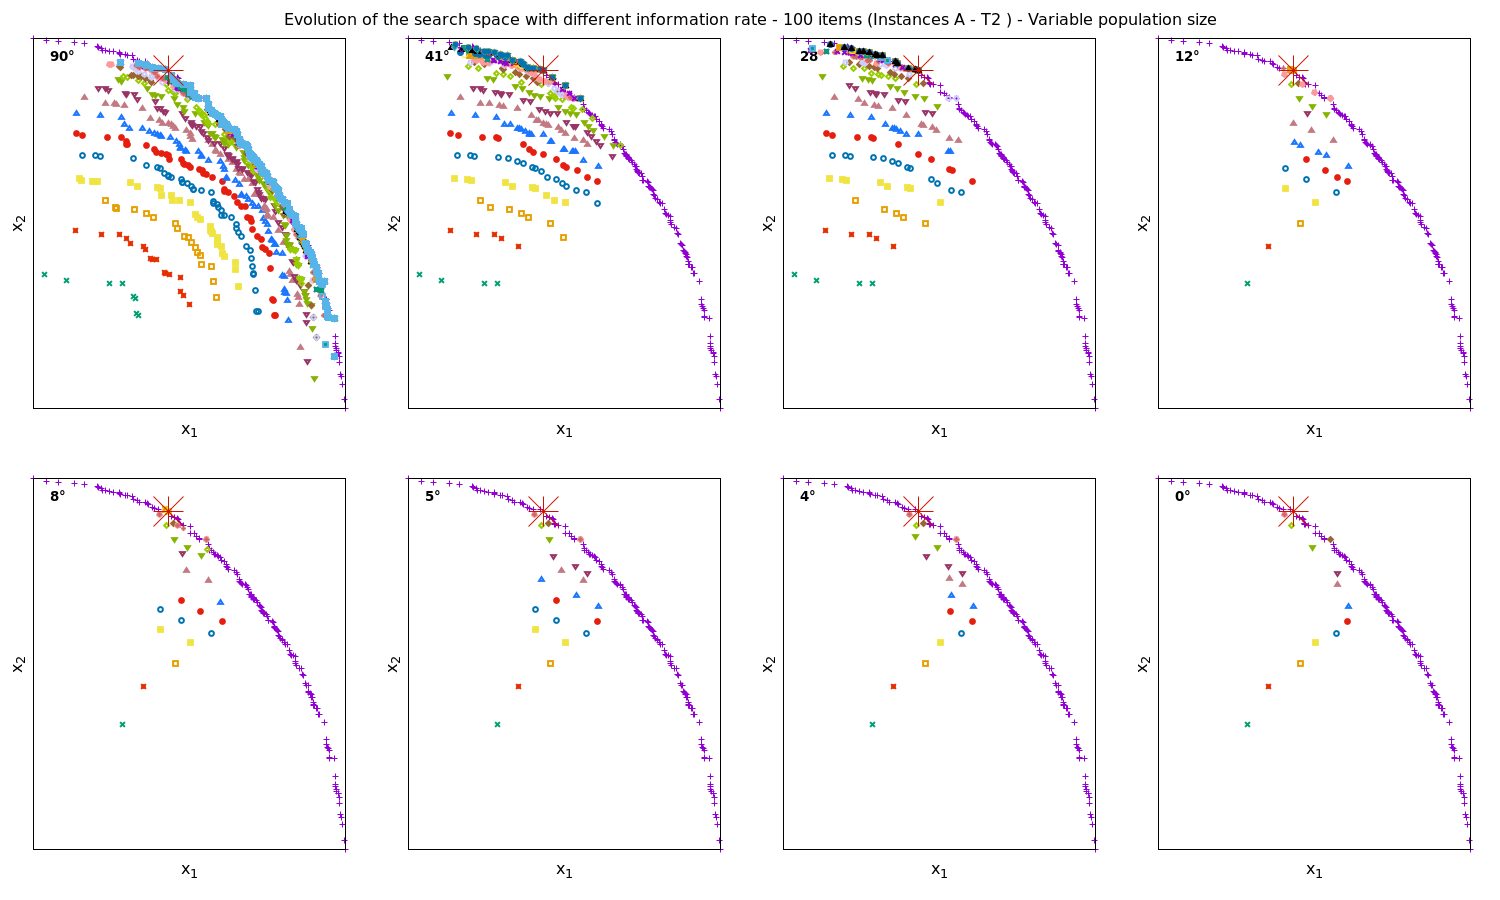 Evolution of the search space with different information rate - 100 items (Instances A - T2 ) - Variable population size
90°
41°
28°
12°
x2
x2
x2
x2
x1
x1
x1
x1
8°
5°
4°
0°
x2
x2
x2
x2
x1
x1
x1
x1